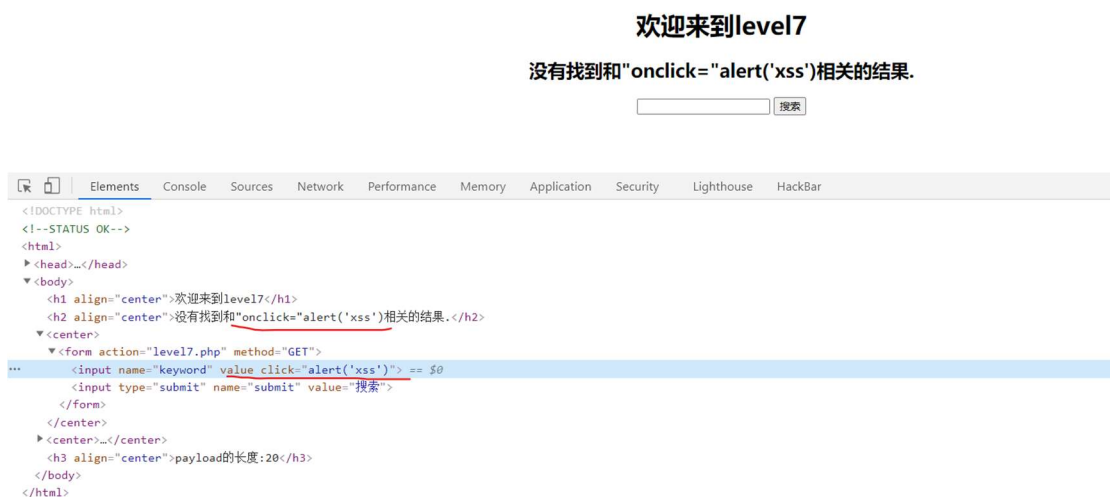 欢迎来到level7
没有找到和"onclick="alert('xss')相关的结果.
搜索
Elements Console Sources Network Performance Memory Application Security Lighthouse HackBar
<!DOCTYPE html>
<!--STATUS OK-->
<html>
<head>…</head>
<body>
<h1 align="center">欢迎来到level7</h1>
<h2 align="center">没有找到和"onclick="alert('xss')相关的结果.</h2>
<center>
<form action="level7.php" method="GET">
<input name="keyword" value click="alert('xss')"> == $0
<input type="submit" name="submit" value="搜索">
</form>
</center>
<center>…</center>
<h3 align="center">payload的长度:20</h3>
</body>
</html>